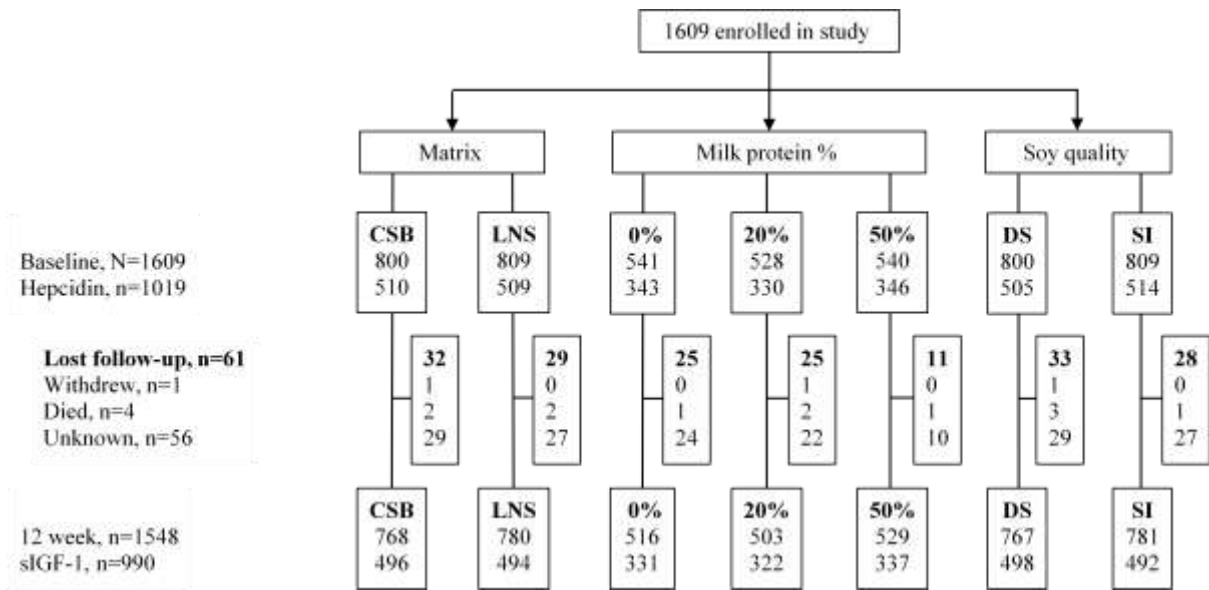 1609 enrolled in study
Matrix Milk protein % Soy quality
CSB LNS 0% 20% 50% DS SI
Baseline, N=1609 800 809 541 528 540 800 809
Hepcidin, n=1019 510 509 343 330 346 505 514
Lost follow-up, n=61 32 29 25 25 11 33 28
Withdrew, n=1 1 0 0 1 0 1 0
Died, n=4 2 2 1 2 1 3 1
Unknown, n=56 29 27 24 22 10 29 27
CSB LNS 0% 20% 50% DS SI
12 week, n=1548 768 780 516 503 529 767 781
sIGF-1, n=990 496 494 331 322 337 498 492